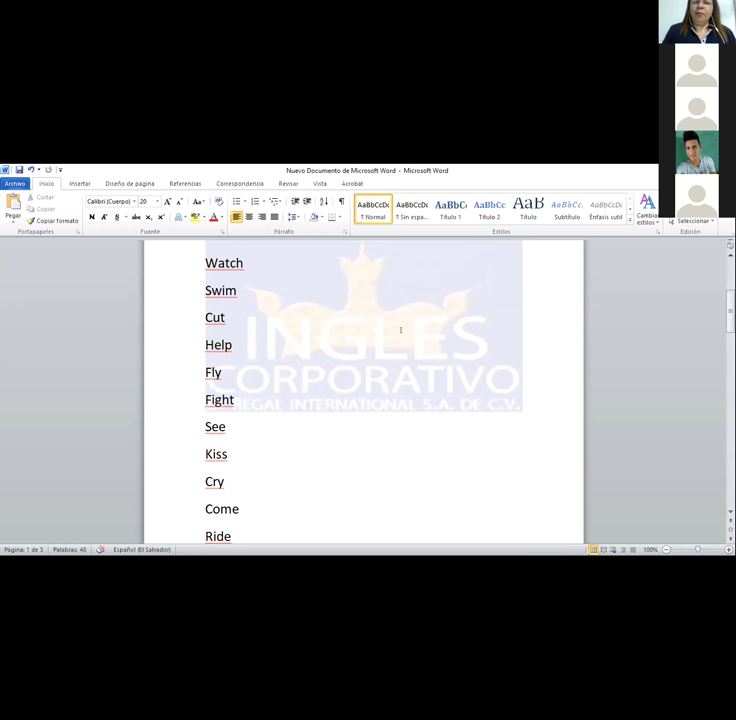 Nuevo Documento de Microsoft Word - Microsoft Word
Archivo Inicio Insertar Diseño de página Referencias Correspondencia Revisar Vista Acrobat
Pegar
Cortar
Copiar
Copiar formato
Portapapeles
Calibri (Cuerpo) 20
Fuente
Párrafo
AaBbCcDc AaBbCcDc AaBbC AaBbCc AaB AaBbCc. AaBbCcDc
¶ Normal ¶ Sin espa... Título 1 Título 2 Título Subtítulo Énfasis sutil
Estilos
Cambiar estilos
Seleccionar
Edición
Watch
Swim
Cut
Help
Fly
Fight
See
Kiss
Cry
Come
Ride
INGLES
CORPORATIVO
REGAL INTERNATIONAL S.A. DE C.V.
Página: 1 de 3 Palabras: 48 Español (El Salvador) 100%